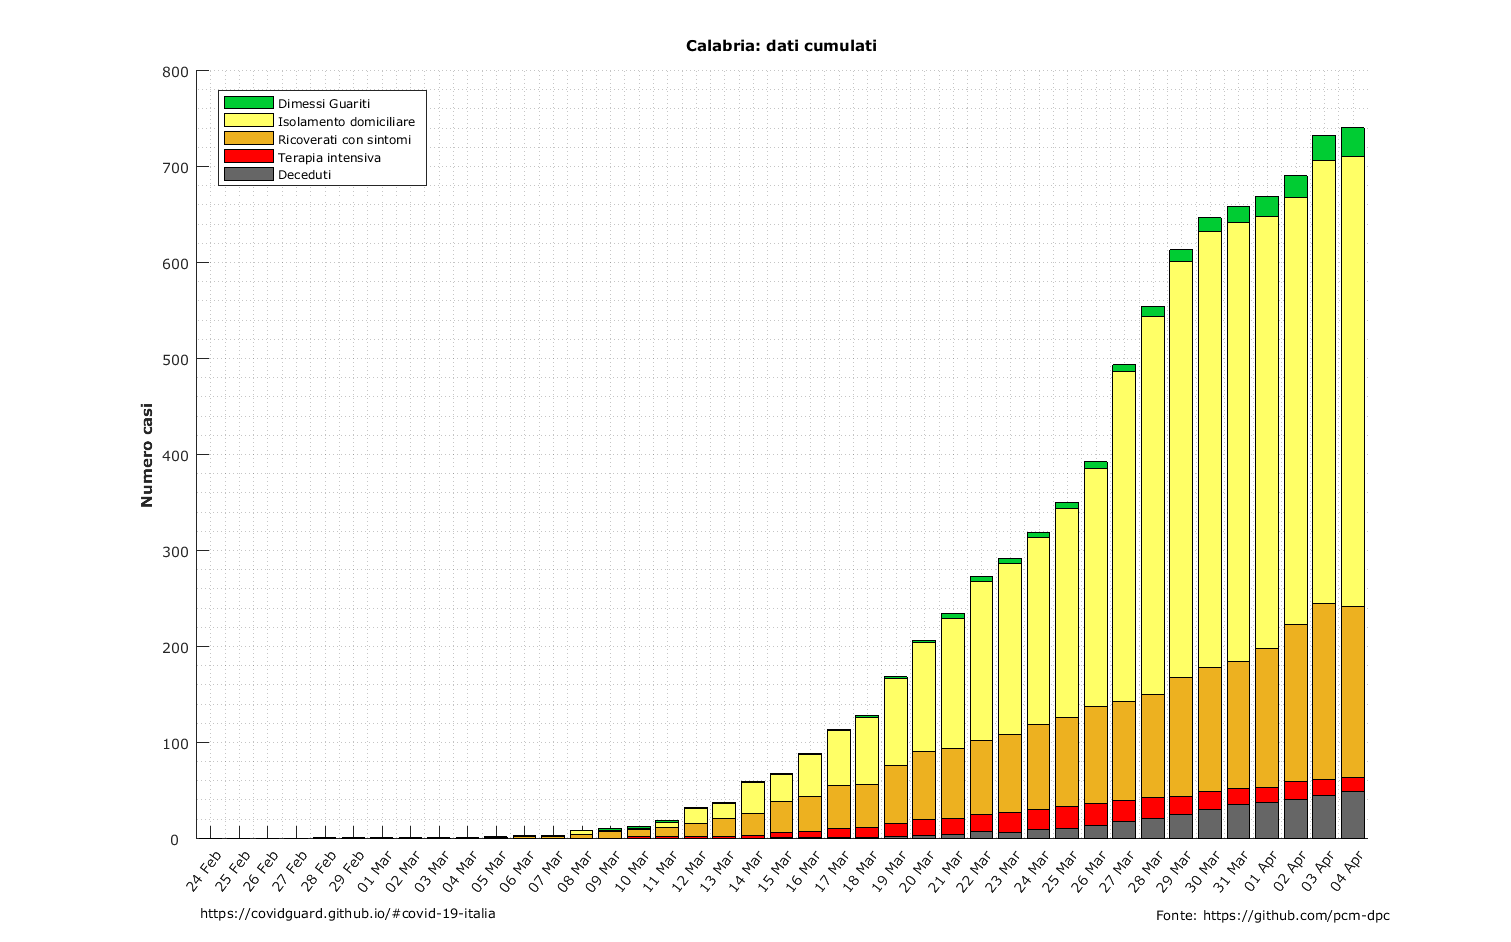 Calabria: dati cumulati
800
700
600
500
400
300
200
100
0
Numero casi
Dimessi Guariti
Isolamento domiciliare
Ricoverati con sintomi
Terapia intensiva
Deceduti
24 Feb
25 Feb
26 Feb
27 Feb
28 Feb
29 Feb
01 Mar
02 Mar
03 Mar
04 Mar
05 Mar
06 Mar
07 Mar
08 Mar
09 Mar
10 Mar
11 Mar
12 Mar
13 Mar
14 Mar
15 Mar
16 Mar
17 Mar
18 Mar
19 Mar
20 Mar
21 Mar
22 Mar
23 Mar
24 Mar
25 Mar
26 Mar
27 Mar
28 Mar
29 Mar
30 Mar
31 Mar
01 Apr
02 Apr
03 Apr
04 Apr
https://covidguard.github.io/#covid-19-italia
Fonte: https://github.com/pcm-dpc